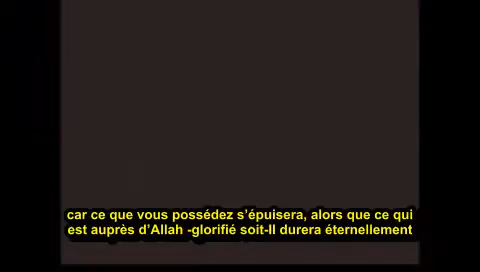 car ce que vous possédez s’épuisera, alors que ce qui
est auprès d’Allah -glorifié soit-Il durera éternellement